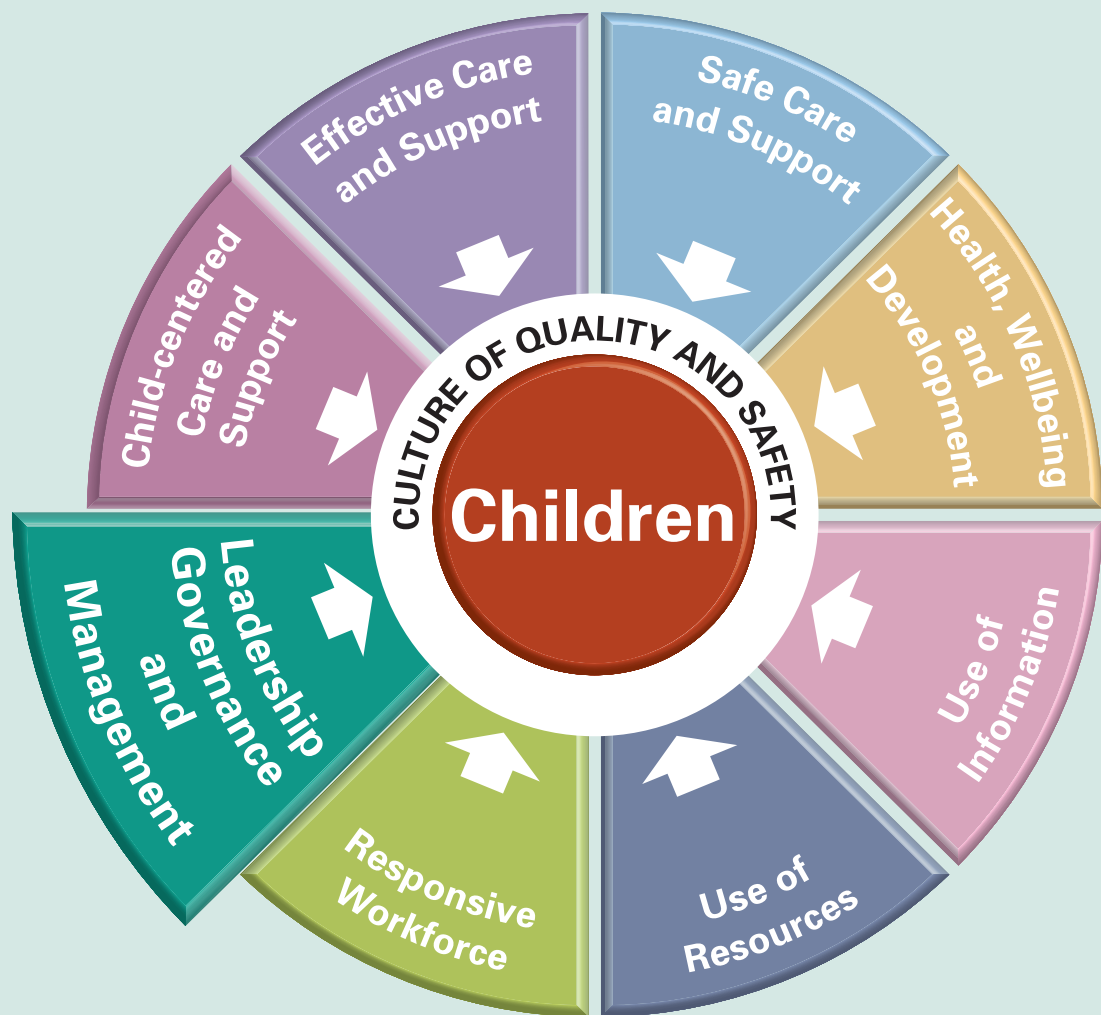 Effective Care
and Support
Safe Care
and Support
Health, Wellbeing
and
Development
Use of
Information
Use of
Resources
Responsive
Workforce
Leadership
Governance
and
Management
Child-centered
Care and
Support
CULTURE OF QUALITY AND SAFETY
Children